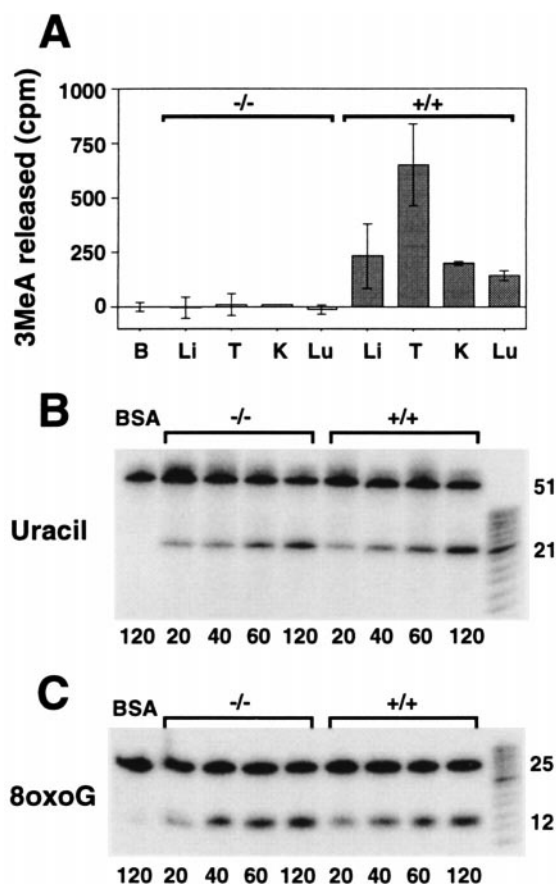 A
3MeA released (cpm)
1000
750
500
250
0
-/-
+/+
B Li T K Lu Li T K Lu
B
BSA -/- +/+
Uracil
51
21
120 20 40 60 120 20 40 60 120
C
BSA -/- +/+
8oxoG
25
12
120 20 40 60 120 20 40 60 120